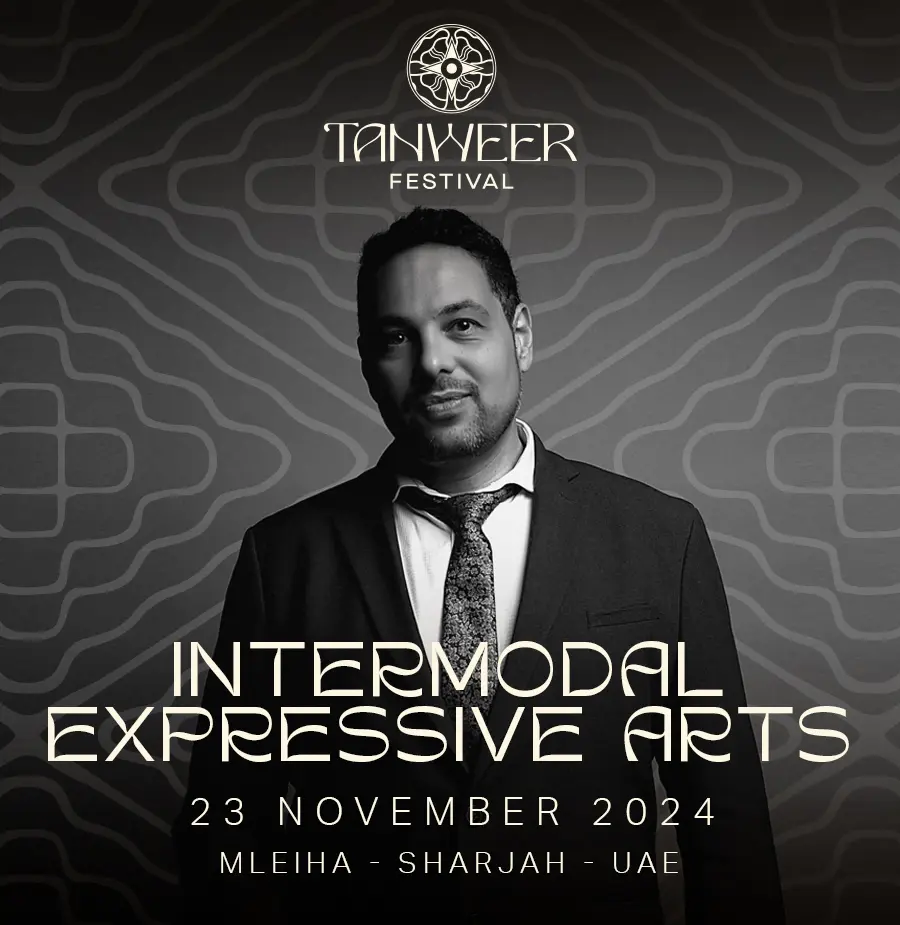 TANWEER
FESTIVAL
INTERMODAL
EXPRESSIVE ARTS
23 NOVEMBER 2024
MLEIHA - SHARJAH - UAE